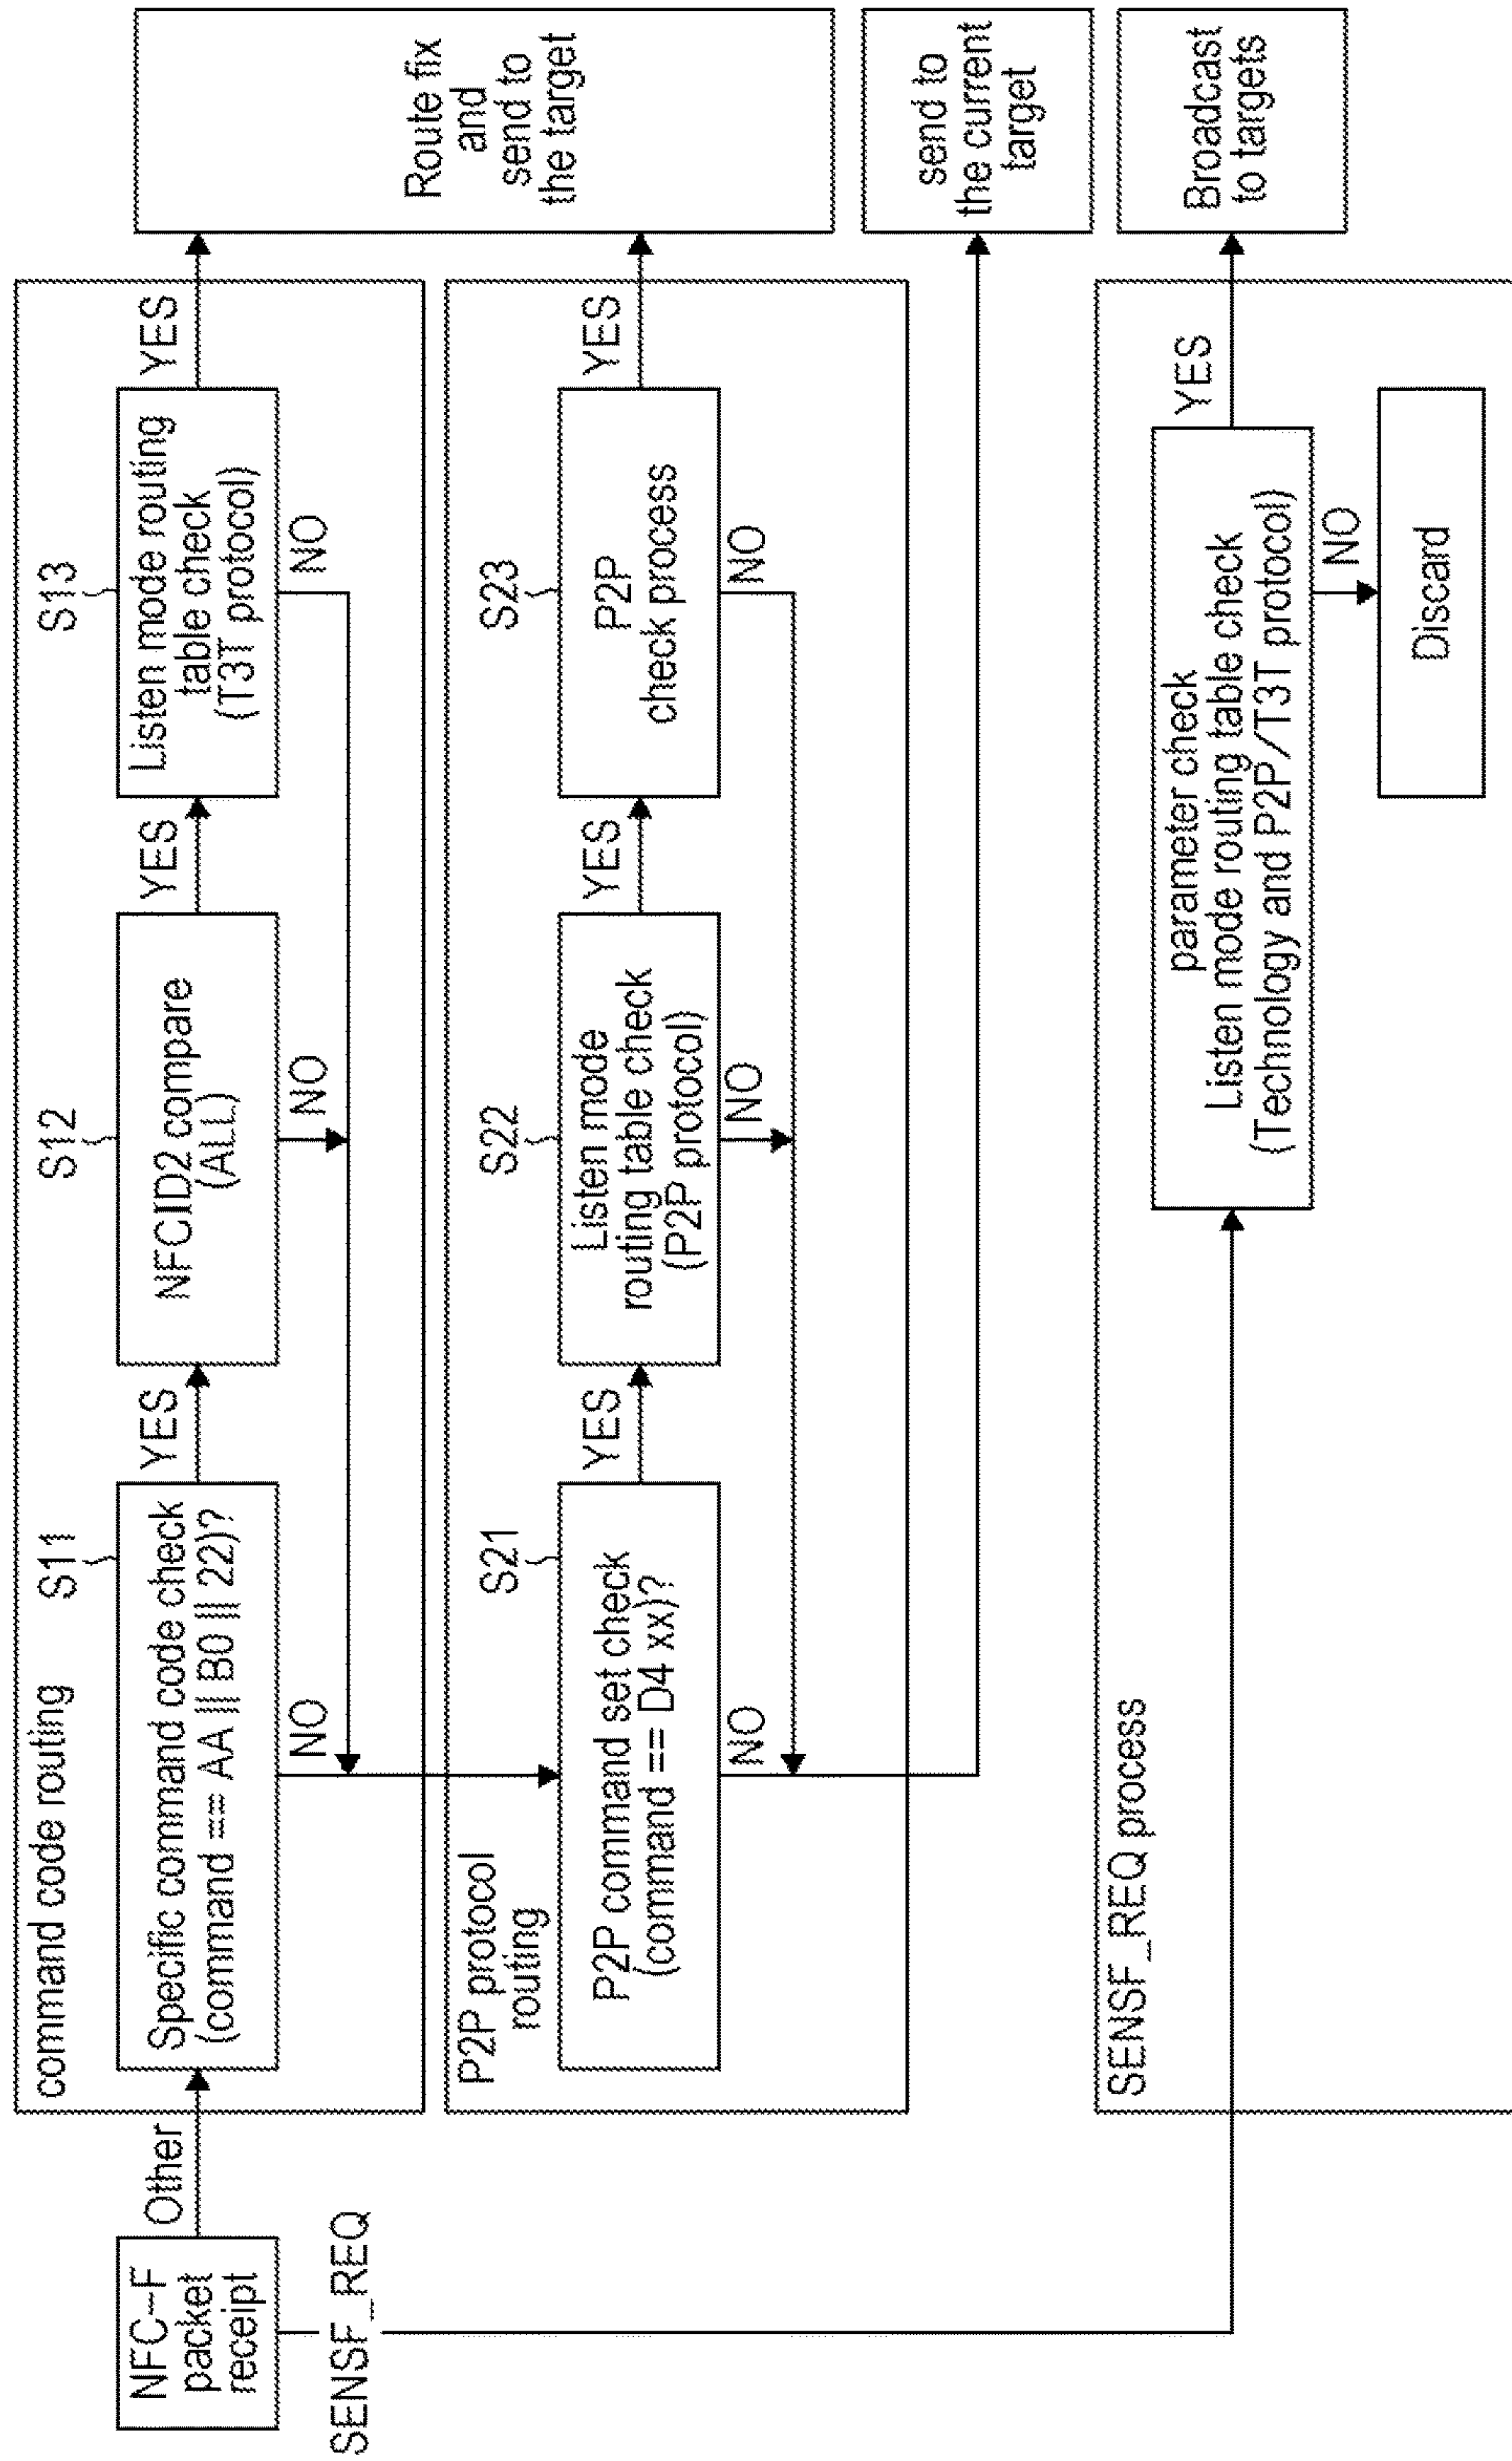 NFC-F
packet
receipt
Other
SENSF_REQ
command code routing
S11
Specific command code check
(command == AA || B0 || 22)?
YES
NO
S12
NFCID2 compare
(ALL)
YES
NO
S13
Listen mode routing
table check
(T3T protocol)
YES
NO
Route fix
and
send to
the target
P2P protocol
routing
S21
P2P command set check
(command == D4 xx)?
YES
NO
S22
Listen mode
routing table check
(P2P protocol)
YES
NO
S23
P2P
check process
YES
NO
send to
the current
target
SENSF_REQ process
parameter check
Listen mode routing table check
(Technology and P2P/T3T protocol)
YES
NO
Discard
Broadcast
to targets